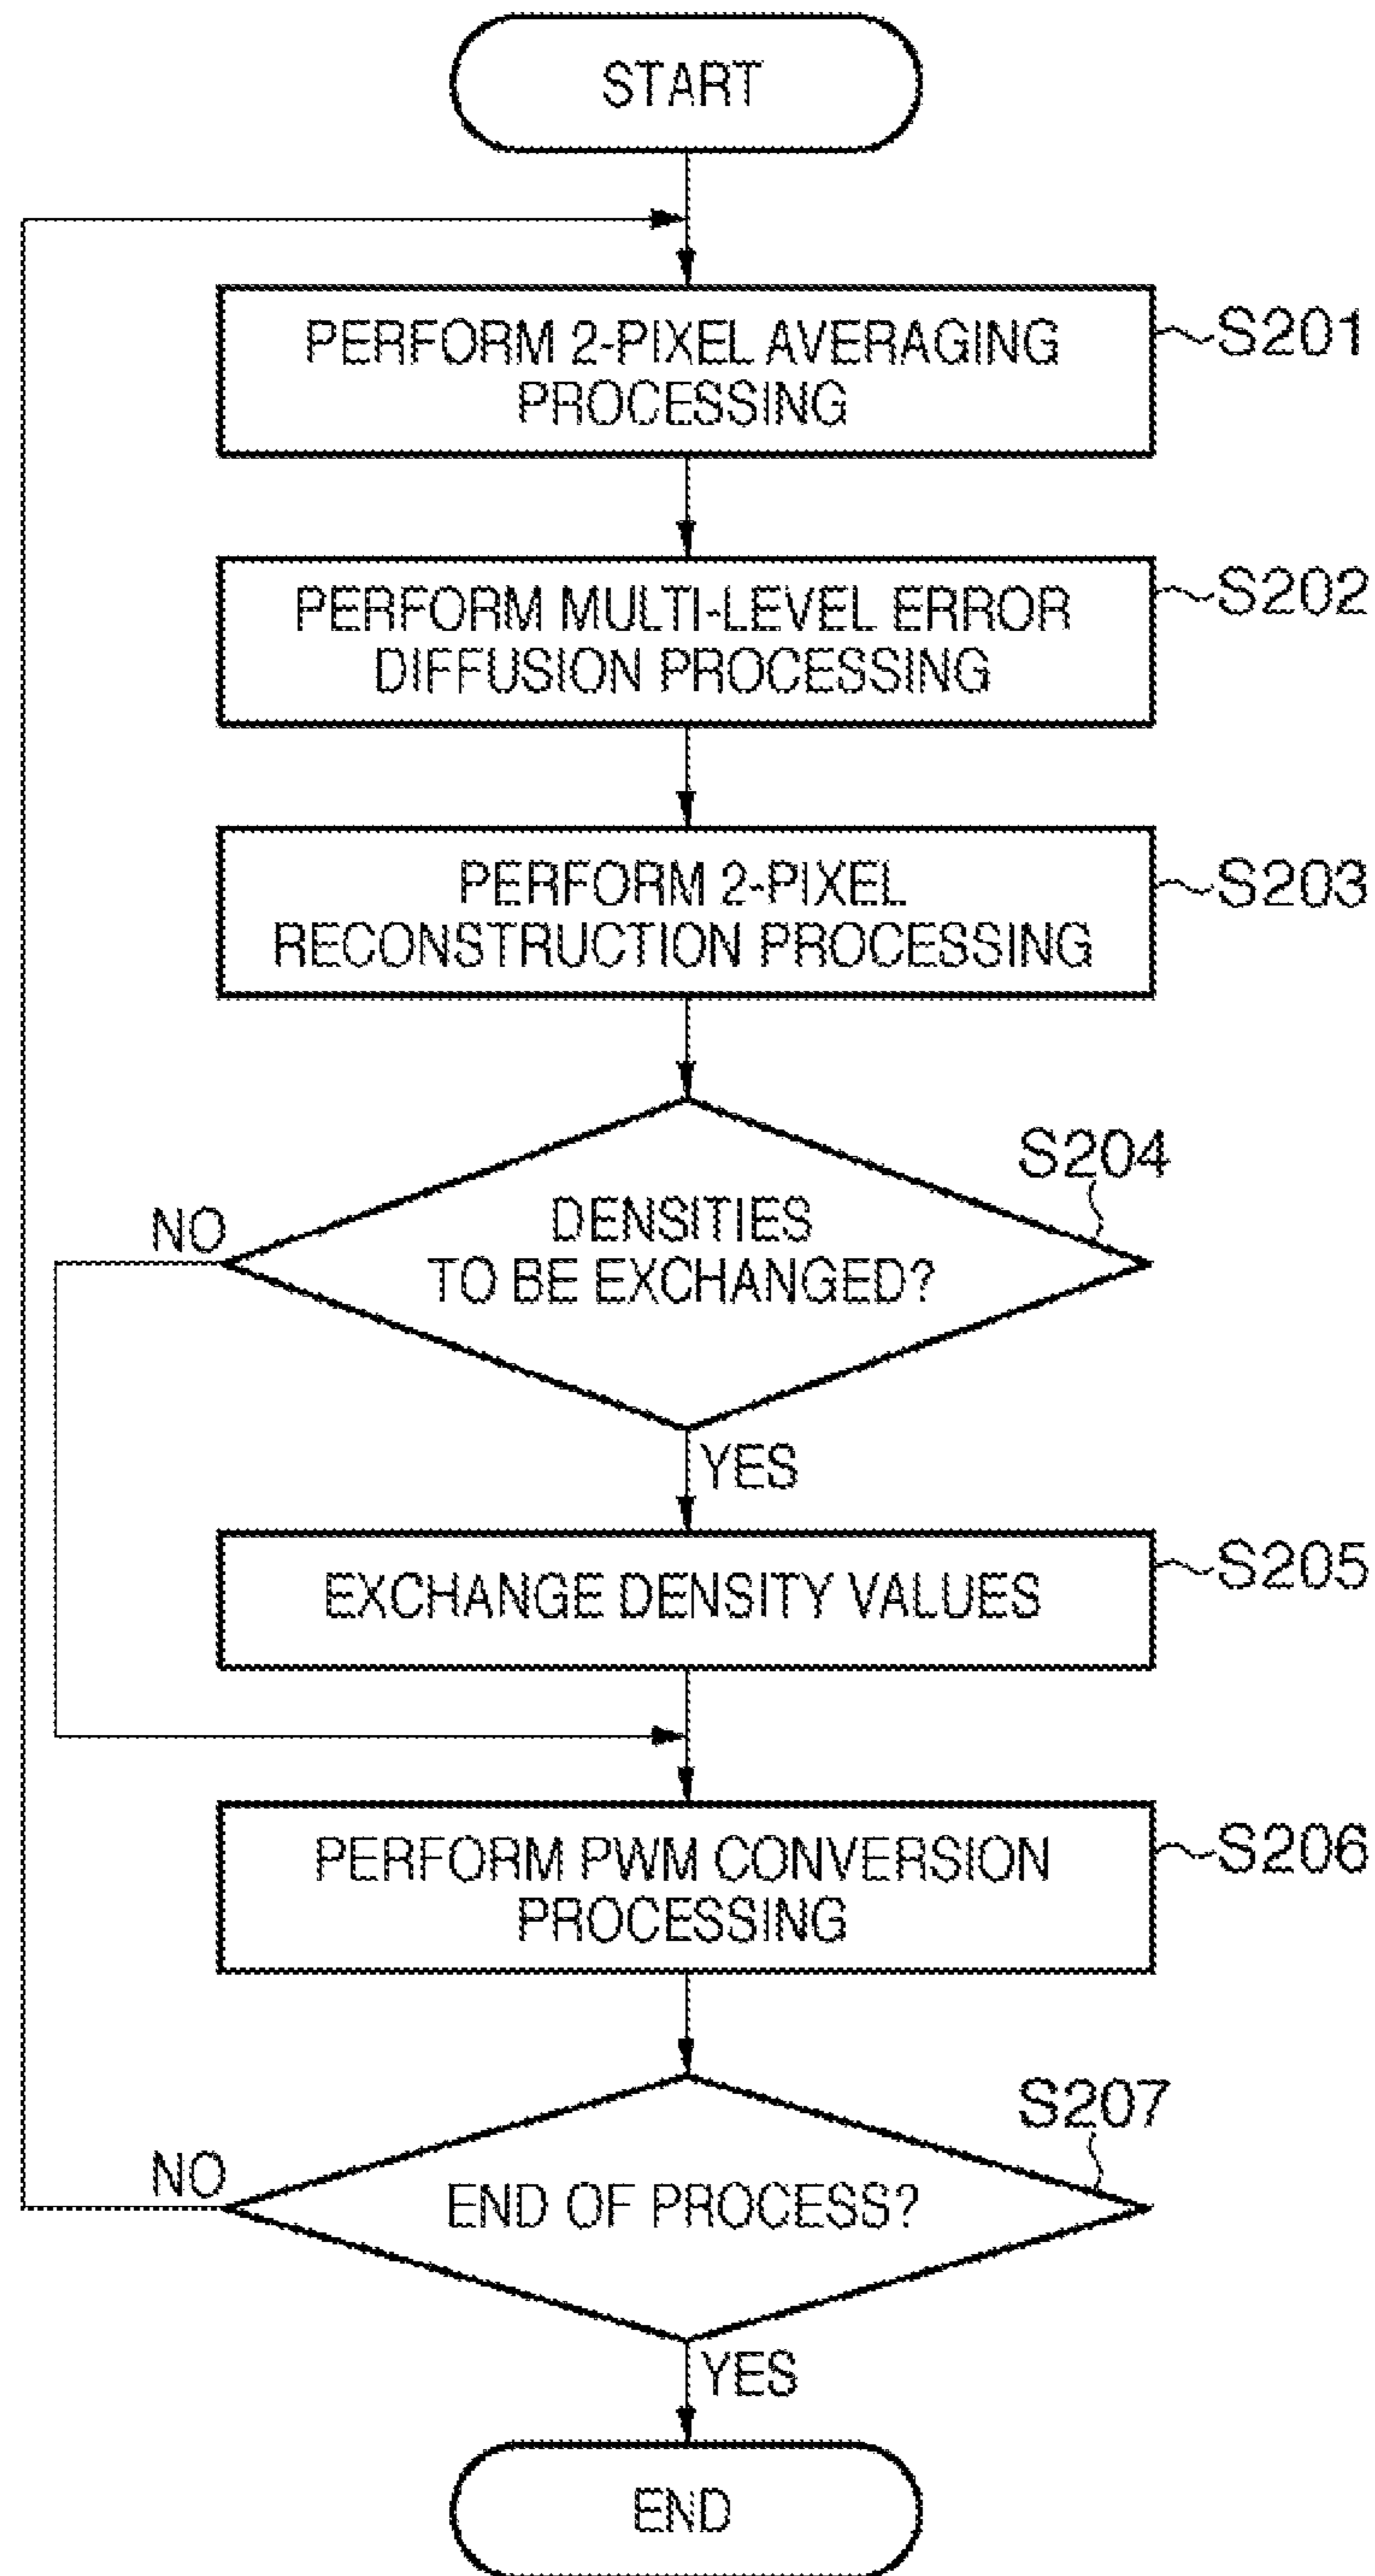 START
PERFORM 2-PIXEL AVERAGING
PROCESSING
S201
PERFORM MULTI-LEVEL ERROR
DIFFUSION PROCESSING
S202
PERFORM 2-PIXEL
RECONSTRUCTION PROCESSING
S203
S204
DENSITIES
TO BE EXCHANGED?
NO
YES
EXCHANGE DENSITY VALUES
S205
PERFORM PWM CONVERSION
PROCESSING
S206
S207
END OF PROCESS?
NO
YES
END